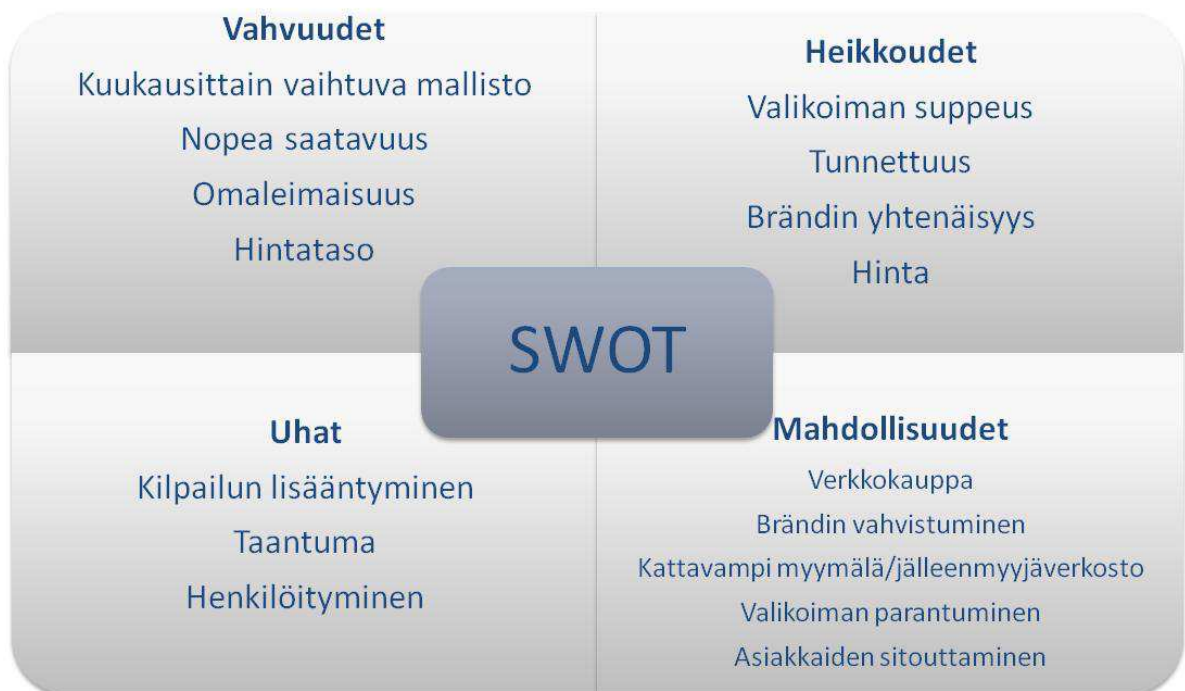 Vahvuudet
Kuukausittain vaihtuva mallisto
Nopea saatavuus
Omaleimaisuus
Hintataso
Heikkoudet
Valikoiman suppeus
Tunnettuus
Brändin yhtenäisyys
Hinta
SWOT
Uhat
Kilpailun lisääntyminen
Taantuma
Henkilöityminen
Mahdollisuudet
Verkkokauppa
Brändin vahvistuminen
Kattavampi myymälä/jälleenmyyjäverkosto
Valikoiman parantuminen
Asiakkaiden sitouttaminen